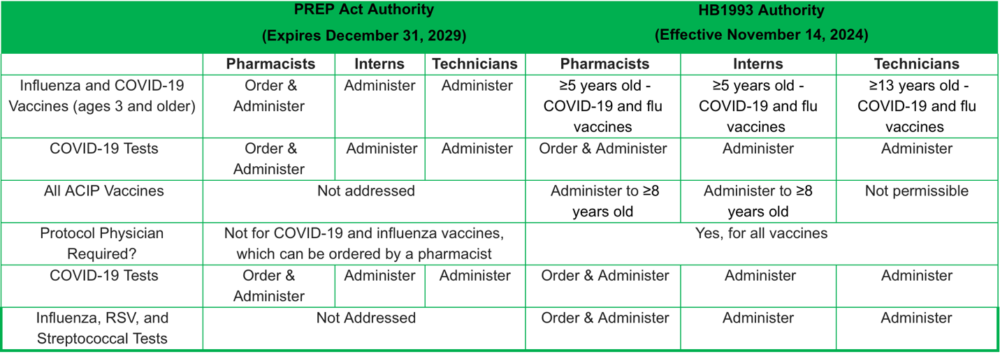 PREP Act Authority
(Expires December 31, 2029)
HB1993 Authority
(Effective November 14, 2024)
Pharmacists
Interns
Technicians
Pharmacists
Interns
Technicians
Influenza and COVID-19
Vaccines (ages 3 and older)
Order &
Administer
Administer
Administer
≥5 years old -
COVID-19 and flu
vaccines
≥5 years old -
COVID-19 and flu
vaccines
≥13 years old -
COVID-19 and flu
vaccines
COVID-19 Tests
Order &
Administer
Administer
Administer
Order & Administer
Administer
Administer
All ACIP Vaccines
Not addressed
Administer to ≥8
years old
Administer to ≥8
years old
Not permissible
Protocol Physician
Required?
Not for COVID-19 and influenza vaccines,
which can be ordered by a pharmacist
Yes, for all vaccines
COVID-19 Tests
Order &
Administer
Administer
Administer
Order & Administer
Administer
Administer
Influenza, RSV, and
Streptococcal Tests
Not Addressed
Order & Administer
Administer
Administer